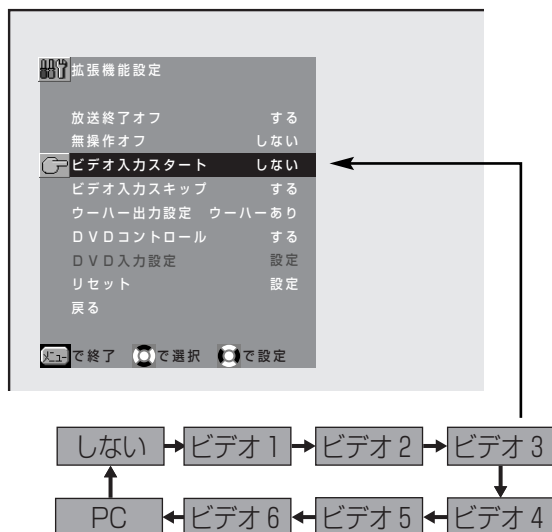 拡張機能設定
放送終了オフ する
無操作オフ しない
ビデオ入力スタート しない
ビデオ入力スキップ する
ウーハー出力設定 ウーハーあり
DVDコントロール する
DVD入力設定 設定
リセット 設定
戻る
メニュー で終了 で選択 で設定
しない ビデオ1 ビデオ2 ビデオ3
PC ビデオ6 ビデオ5 ビデオ4